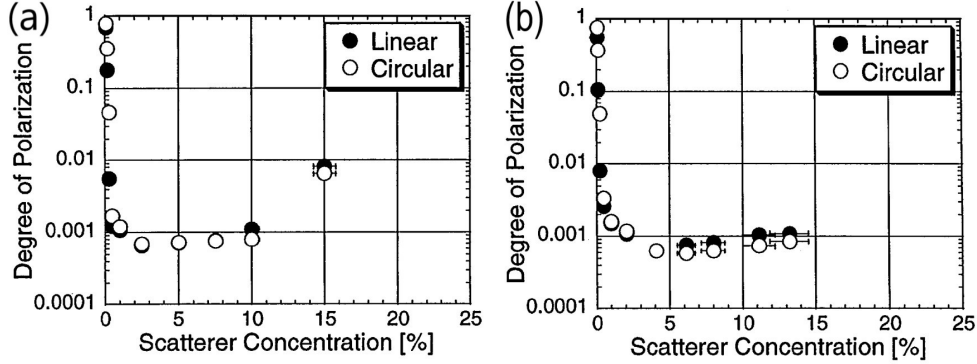 (a)
Degree of Polarization
1
0.1
0.01
0.001
0.0001
Linear
Circular
0 5 10 15 20 25
Scatterer Concentration [%]
(b)
Degree of Polarization
1
0.1
0.01
0.001
0.0001
Linear
Circular
0 5 10 15 20 25
Scatterer Concentration [%]